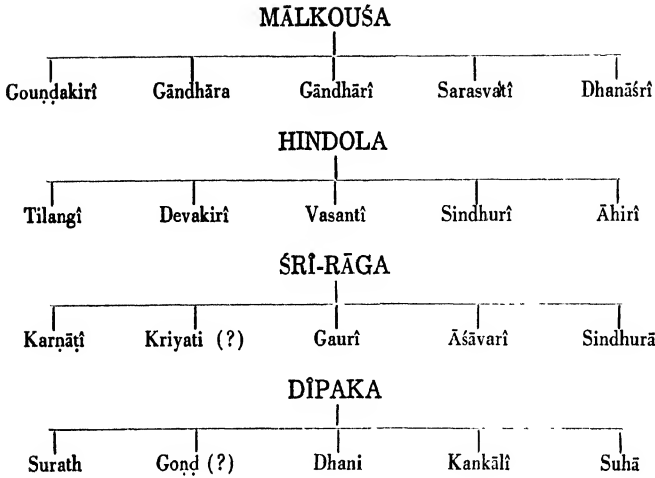 MĀLKOUŚA
Gouṇḍakirî Gāndhāra Gāndhārî Sarasvatî Dhanāśrî
HINDOLA
Tilangî Devakirî Vasantî Sindhurî Āhirî
ŚRÎ-RĀGA
Karṇāṭî Kriyati (?) Gaurî Āśāvarî Sindhurā
DÎPAKA
Surath Goṇḍ (?) Dhani Kankālî Suhā